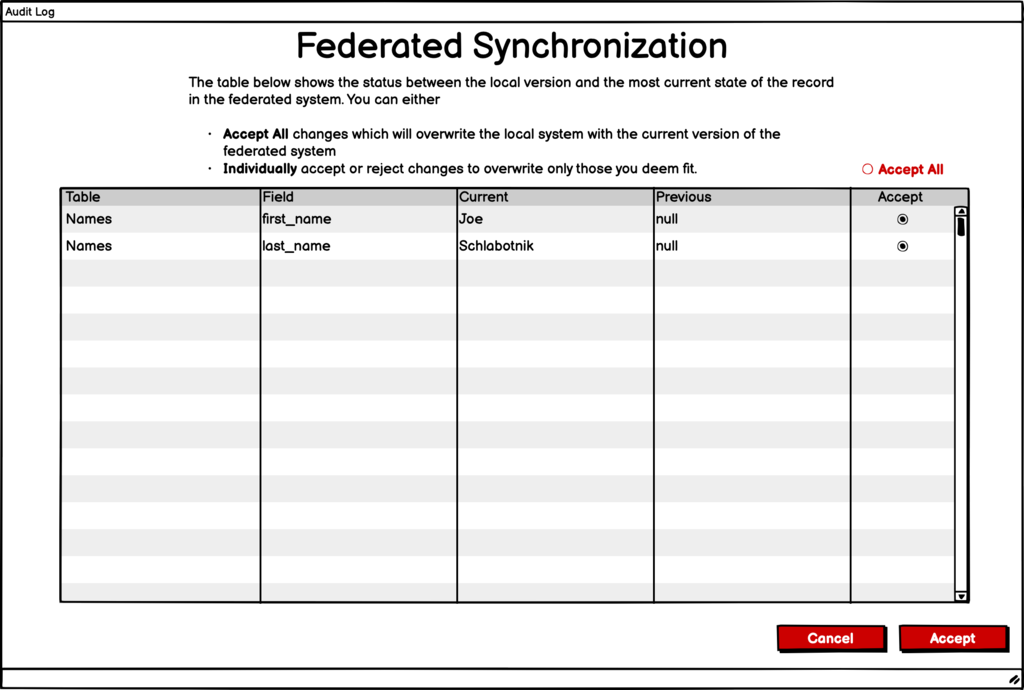 Audit Log
Federated Synchronization
The table below shows the status between the local version and the most current state of the record
in the federated system. You can either
· Accept All changes which will overwrite the local system with the current version of the
federated system
· Individually accept or reject changes to overwrite only those you deem fit.
Accept All
Table Field Current Previous Accept
Names first_name Joe null
Names last_name Schlabotnik null
Cancel Accept